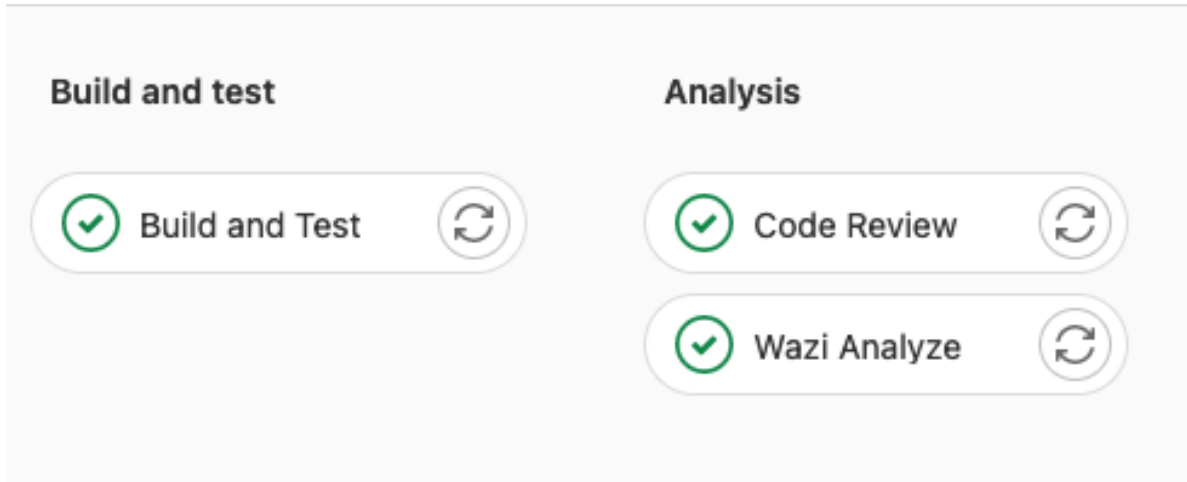 Build and test
Build and Test
Analysis
Code Review
Wazi Analyze